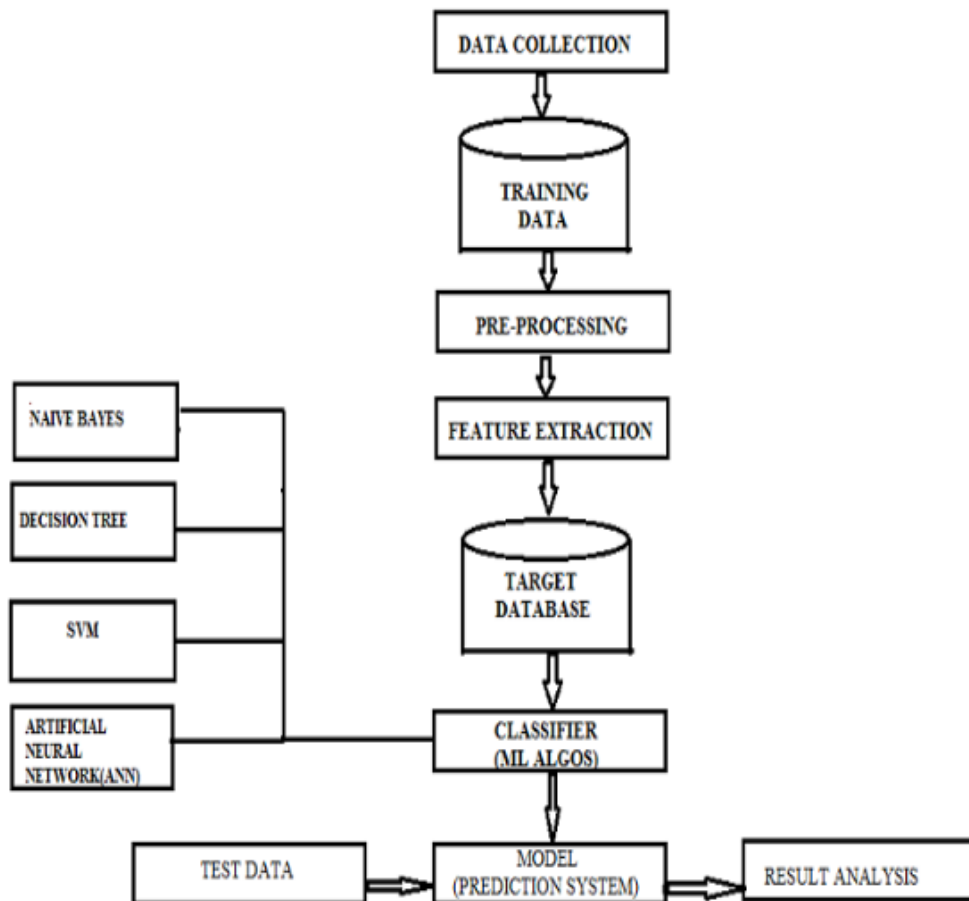 DATA COLLECTION
TRAINING
DATA
PRE-PROCESSING
FEATURE EXTRACTION
NAIVE BAYES
DECISION TREE
SVM
ARTIFICIAL
NEURAL
NETWORK(ANN)
TARGET
DATABASE
CLASSIFIER
(ML ALGOS)
TEST DATA
MODEL
(PREDICTION SYSTEM)
RESULT ANALYSIS